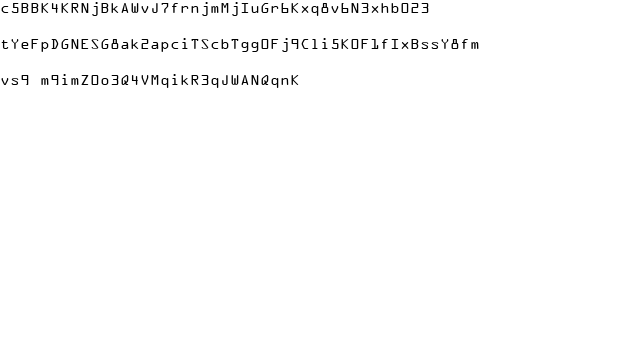 c5BBK4KRNjBkAWvJ7frnjmMjIuGr6Kxq8v6N3xhbO23
tYeFpDGNESG8ak2apciTScbTggOFj9Cli5KOF1fIxBssY8fm
vs9 m9imZOo3Q4VMqikR3qJWANQqnK